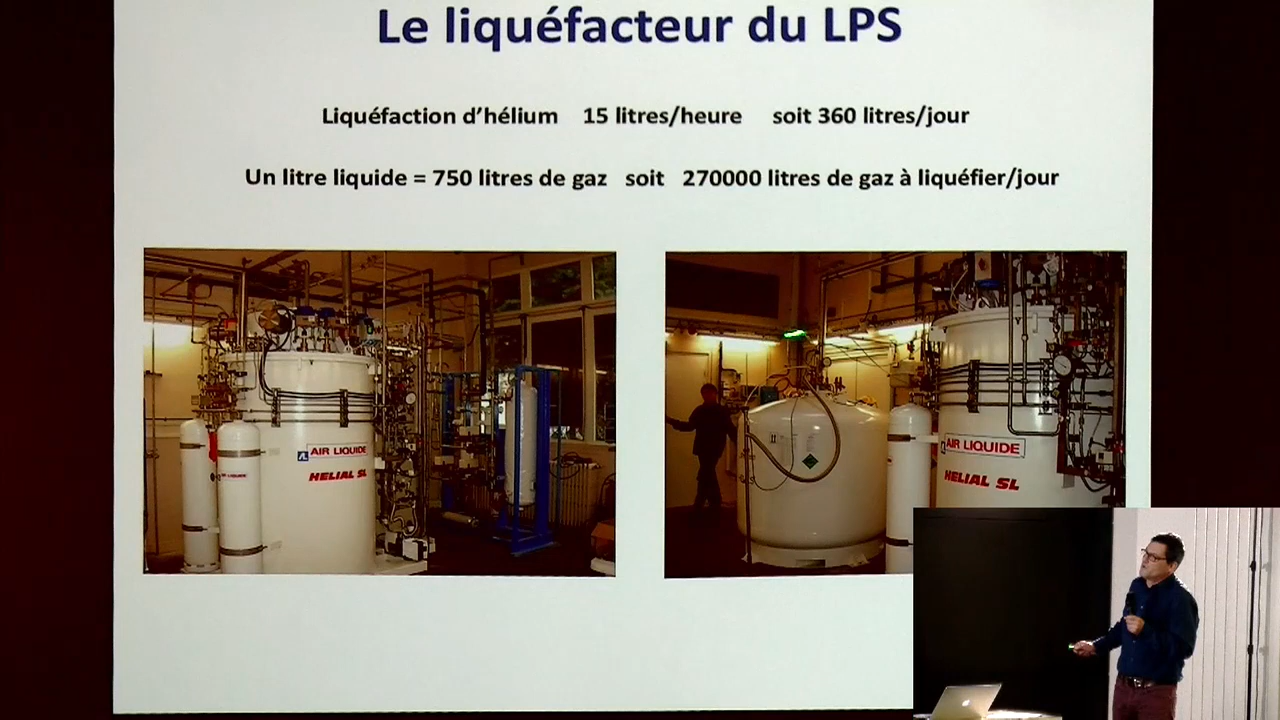 Le liquéfacteur du LPS
Liquéfaction d’hélium 15 litres/heure soit 360 litres/jour
Un litre liquide = 750 litres de gaz soit 270000 litres de gaz à liquéfier/jour
AIR LIQUIDE
HELIAL SL
AIR LIQUIDE
HELIAL SL